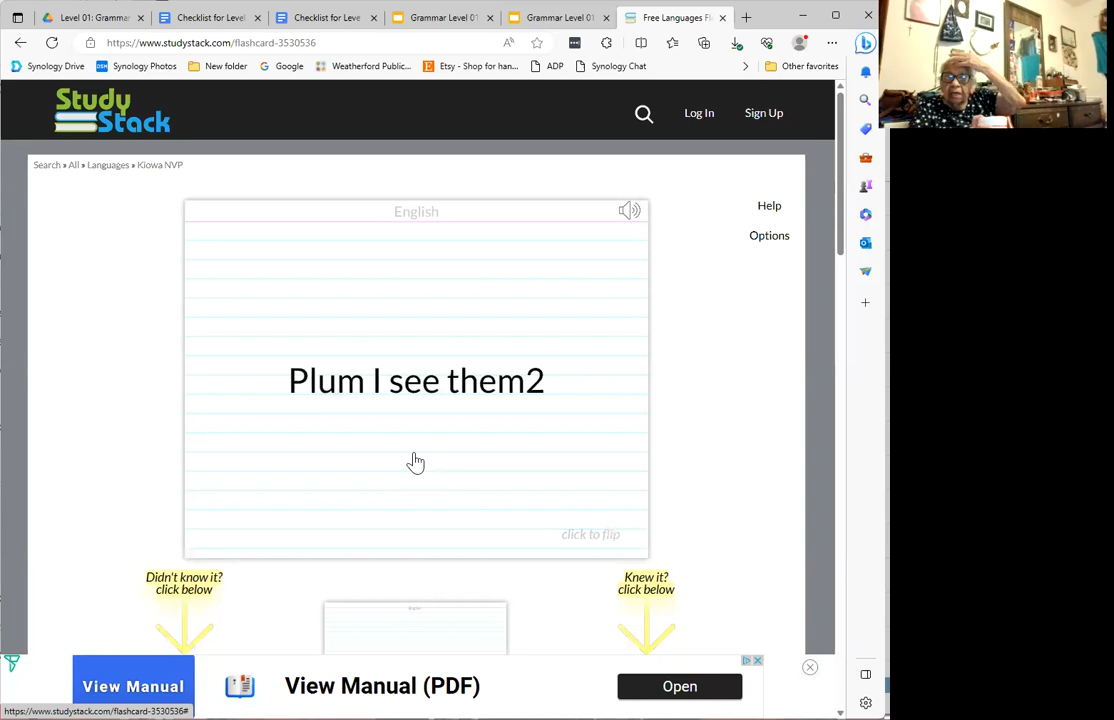 Level 01: Grammar
Checklist for Level
Checklist for Leve
Grammar Level 01
Grammar Level 01:
Free Languages Fl
https://www.studystack.com/flashcard-3530536
Synology Drive
Synology Photos
New folder
Google
Weatherford Public...
Etsy - Shop for han...
ADP
Synology Chat
Other favorites
Study
Stack
Log In
Sign Up
Search » All » Languages » Kiowa NVP
English
Help
Options
Plum I see them2
click to flip
Didn't know it?
click below
Knew it?
click below
English
View Manual
View Manual (PDF)
Open
https://www.studystack.com/flashcard-3530536#